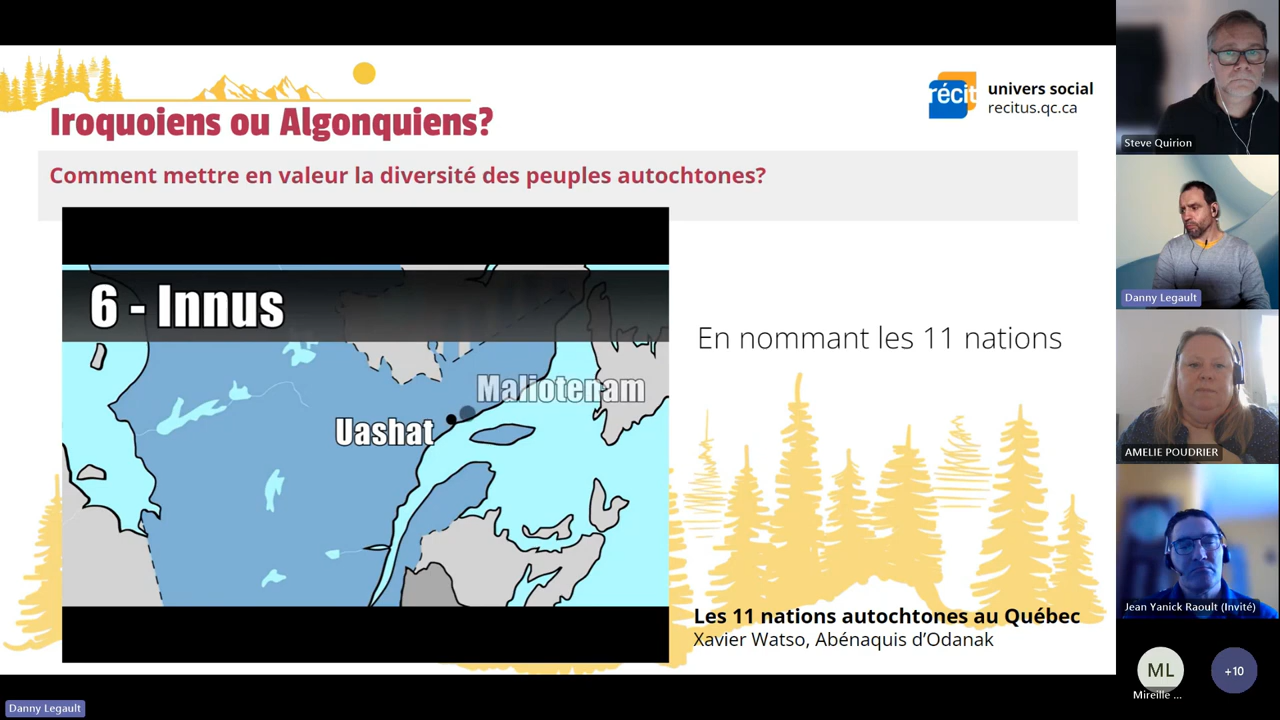 Iroquoiens ou Algonquiens?
récit
univers social
recitus.qc.ca
Comment mettre en valeur la diversité des peuples autochtones?
6 - Innus
Maliotenam
Uashat
En nommant les 11 nations
Les 11 nations autochtones au Québec
Xavier Watso, Abénaquis d’Odanak
Danny Legault
Steve Quirion
Danny Legault
AMELIE POUDRIER
Jean Yanick Raoult (Invité)
ML
Mireille ...
+10